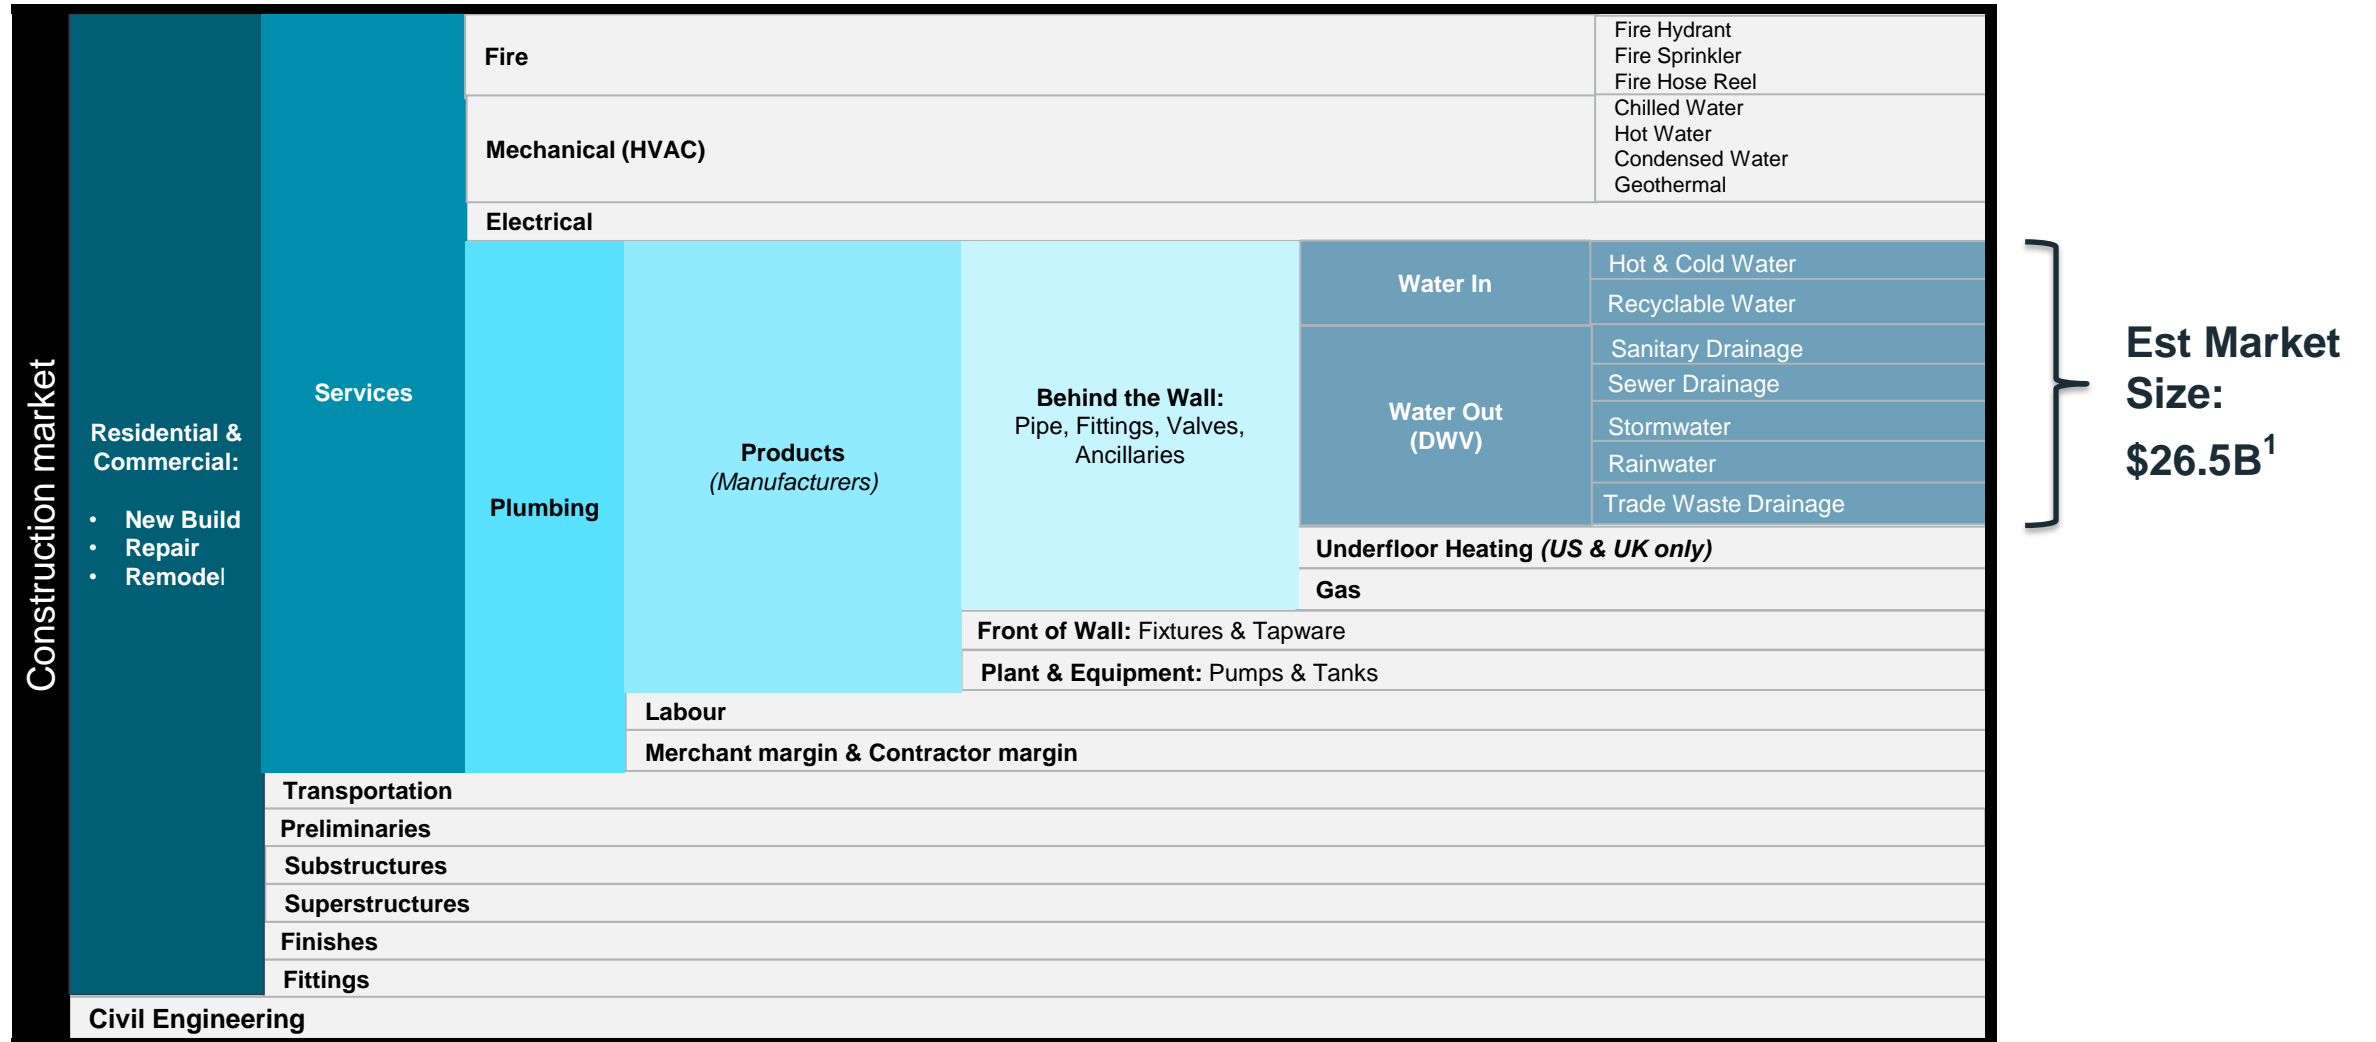 Construction market
Residential &
Commercial:
• New Build
• Repair
• Remodel
Services
Fire
Fire Hydrant
Fire Sprinkler
Fire Hose Reel
Mechanical (HVAC)
Chilled Water
Hot Water
Condensed Water
Geothermal
Electrical
Plumbing
Products
(Manufacturers)
Behind the Wall:
Pipe, Fittings, Valves,
Ancillaries
Water In
Hot & Cold Water
Recyclable Water
Water Out
(DWV)
Sanitary Drainage
Sewer Drainage
Stormwater
Rainwater
Trade Waste Drainage
Underfloor Heating (US & UK only)
Gas
Front of Wall: Fixtures & Tapware
Plant & Equipment: Pumps & Tanks
Labour
Merchant margin & Contractor margin
Transportation
Preliminaries
Substructures
Superstructures
Finishes
Fittings
Civil Engineering
Est Market
Size:
$26.5B1